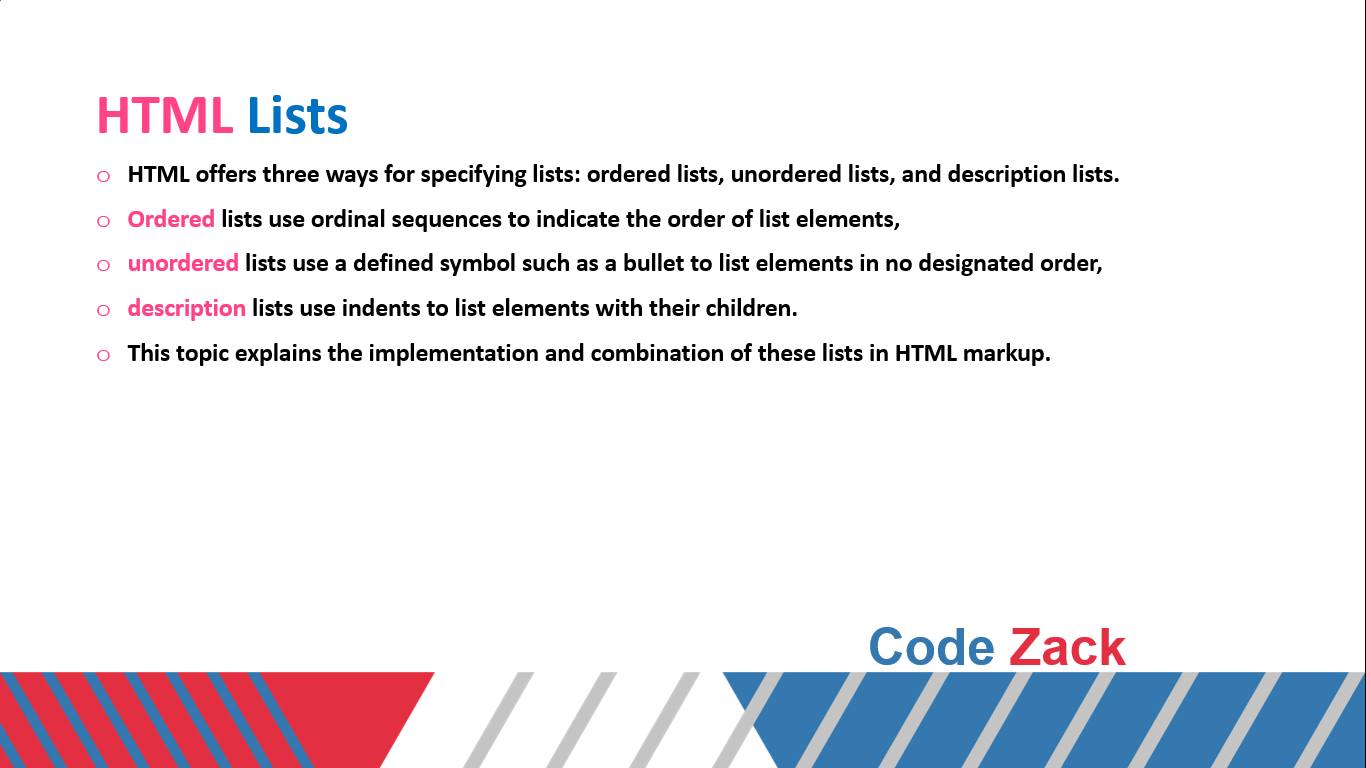 HTML Lists
o HTML offers three ways for specifying lists: ordered lists, unordered lists, and description lists.
o Ordered lists use ordinal sequences to indicate the order of list elements,
o unordered lists use a defined symbol such as a bullet to list elements in no designated order,
o description lists use indents to list elements with their children.
o This topic explains the implementation and combination of these lists in HTML markup.
Code Zack